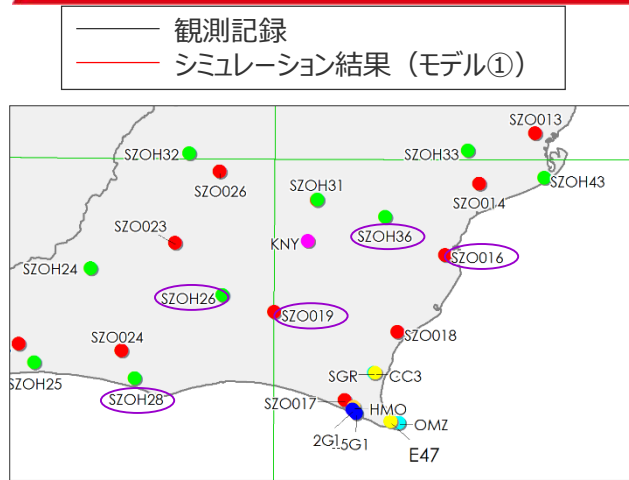 観測記録
シミュレーション結果（モデル①）
SZO013
SZOH32
SZOH33
SZO026
SZOH31
SZOH43
SZO014
SZO023
KNY
SZOH36
SZO016
SZOH24
SZOH26
SZO019
SZO024
SZO018
SZOH25
SGR
CC3
SZOH28
SZO017
HMO
OMZ
2G1
5G1
E47